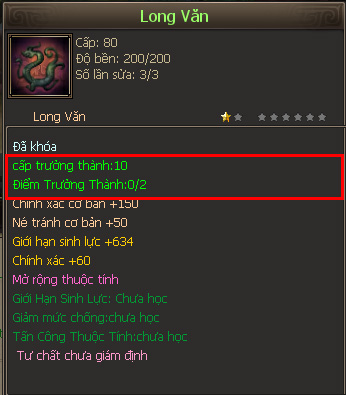 Long Văn
Cấp: 80
Độ bền: 200/200
Số lần sửa: 3/3
Long Văn
Đã khóa
cấp trưởng thành:10
Điểm Trưởng Thành:0/2
Chính xác cơ bản +150
Né tránh cơ bản +50
Giới hạn sinh lực +634
Chính xác +60
Mở rộng thuộc tính
Giới Hạn Sinh Lực: Chưa học
Giảm mức chống:chưa học
Tấn Công Thuộc Tính:chưa học
Tư chất chưa giám định